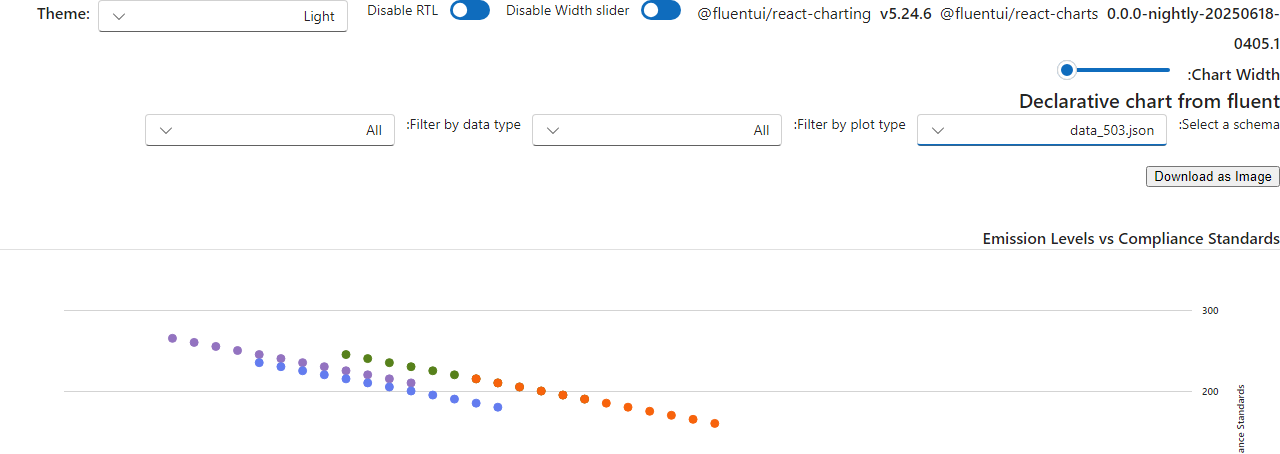 Theme: Light Disable RTL Disable Width slider @fluentui/react-charting v5.24.6 @fluentui/react-charts 0.0.0-nightly-20250618-
0405.1
:Chart Width
Declarative chart from fluent
All :Filter by data type All :Filter by plot type data_503.json :Select a schema
Download as Image
Emission Levels vs Compliance Standards
300
200
ance Standards